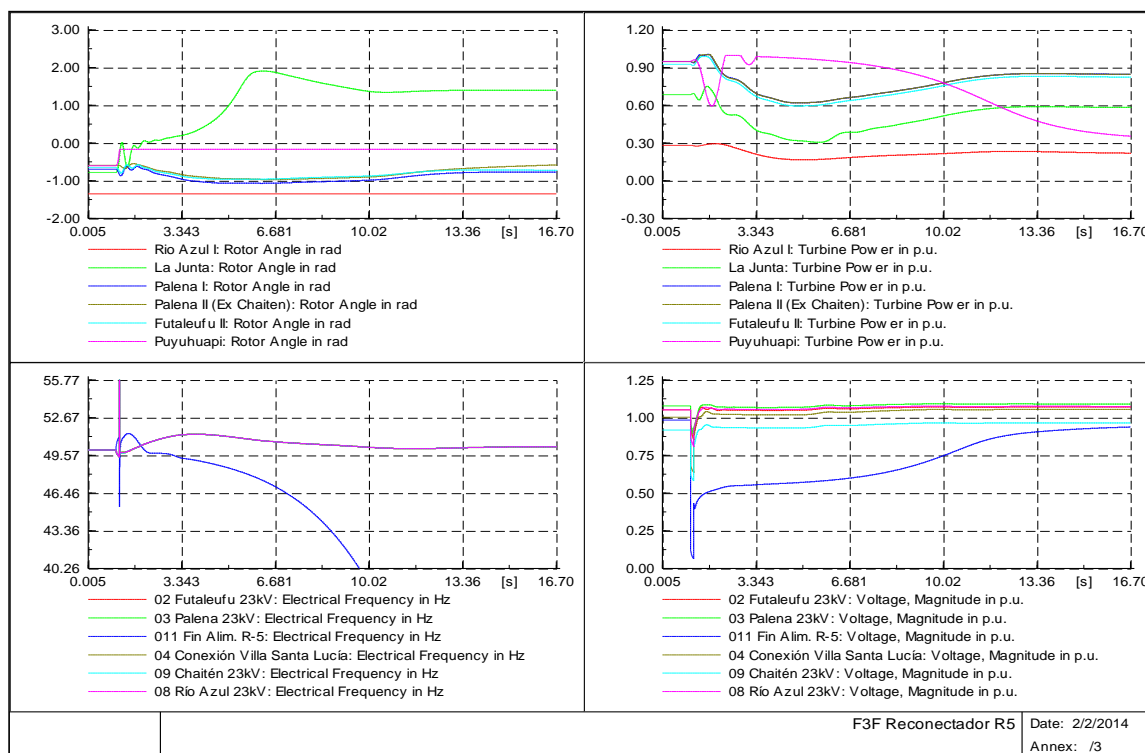 3.00
2.00
1.00
0.00
-1.00
-2.00
0.005 3.343 6.681 10.02 13.36 [s] 16.70
Rio Azul I: Rotor Angle in rad
La Junta: Rotor Angle in rad
Palena I: Rotor Angle in rad
Palena II (Ex Chaiten): Rotor Angle in rad
Futaleufu II: Rotor Angle in rad
Puyuhuapi: Rotor Angle in rad
1.20
0.90
0.60
0.30
0.00
-0.30
0.005 3.343 6.681 10.02 13.36 [s] 16.70
Rio Azul I: Turbine Power in p.u.
La Junta: Turbine Power in p.u.
Palena I: Turbine Power in p.u.
Palena II (Ex Chaiten): Turbine Power in p.u.
Futaleufu II: Turbine Power in p.u.
Puyuhuapi: Turbine Power in p.u.
55.77
52.67
49.57
46.46
43.36
40.26
0.005 3.343 6.681 10.02 13.36 [s] 16.70
02 Futaleufu 23kV: Electrical Frequency in Hz
03 Palena 23kV: Electrical Frequency in Hz
011 Fin Alim. R-5: Electrical Frequency in Hz
04 Conexión Villa Santa Lucía: Electrical Frequency in Hz
09 Chaitén 23kV: Electrical Frequency in Hz
08 Río Azul 23kV: Electrical Frequency in Hz
1.25
1.00
0.75
0.50
0.25
0.00
0.005 3.343 6.681 10.02 13.36 [s] 16.70
02 Futaleufu 23kV: Voltage, Magnitude in p.u.
03 Palena 23kV: Voltage, Magnitude in p.u.
011 Fin Alim. R-5: Voltage, Magnitude in p.u.
04 Conexión Villa Santa Lucía: Voltage, Magnitude in p.u.
09 Chaitén 23kV: Voltage, Magnitude in p.u.
08 Río Azul 23kV: Voltage, Magnitude in p.u.
F3F Reconectador R5
Date: 2/2/2014
Annex: /3